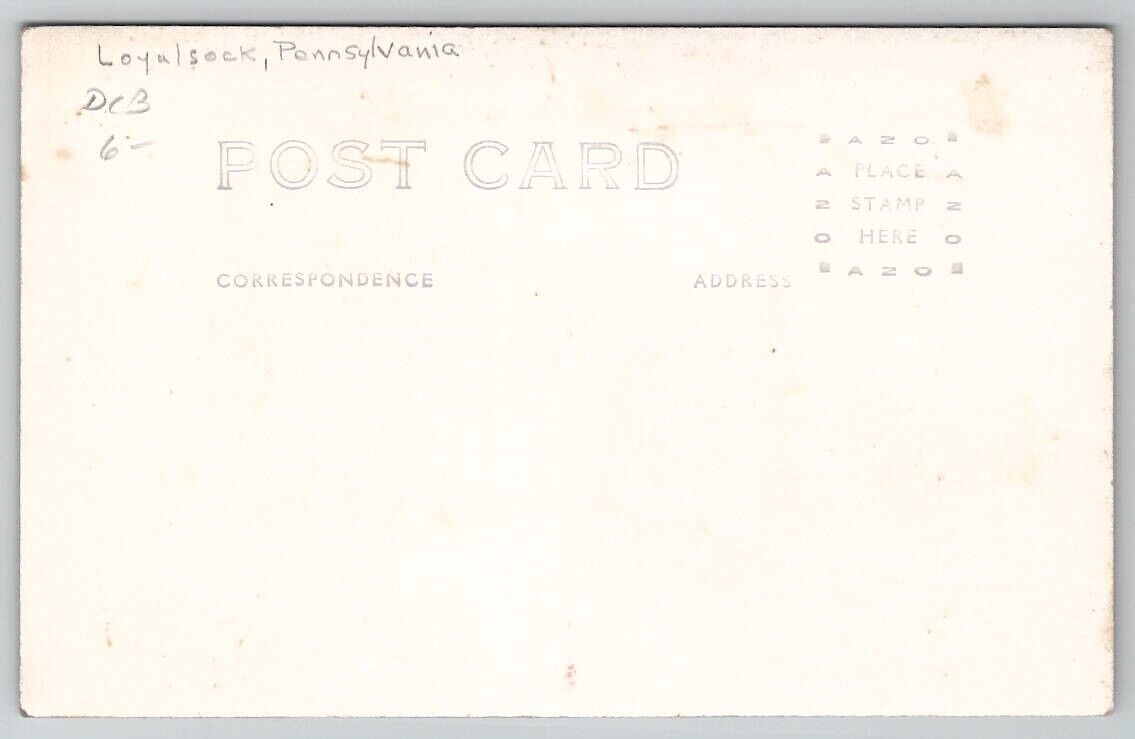 Loyalsock, Pennsylvania
DCB
6-
POST CARD
AZO
A PLACE A
Z STAMP Z
O HERE O
AZO
CORRESPONDENCE
ADDRESS